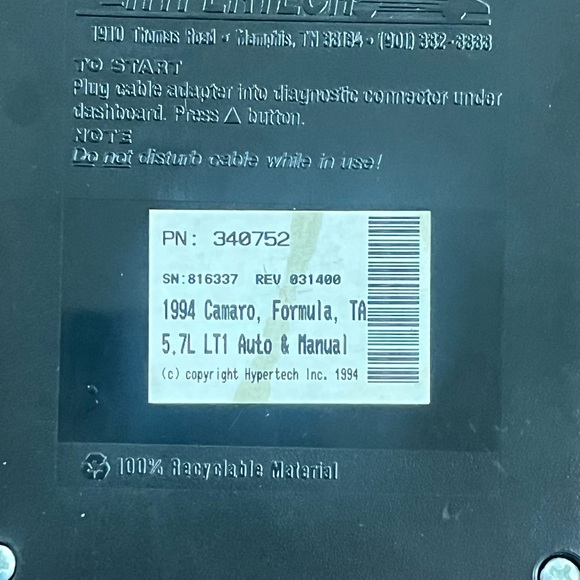 HYPERTECH
1910 Thomas Road • Memphis, TN 38134 • (901) 382-8888
TO START
Plug cable adapter into diagnostic connector under
dashboard. Press △ button.
NOTE
Do not disturb cable while in use!
PN: 340752
SN:816337 REV 031400
1994 Camaro, Formula, TA
5.7L LT1 Auto & Manual
(c) copyright Hypertech Inc. 1994
100% Recyclable Material